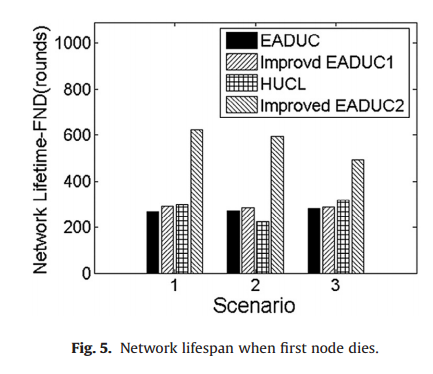 1000
800
600
400
200
0
Network Lifetime-FND(rounds)
EADUC
Improvd EADUC1
HUCL
Improved EADUC2
1 2 3
Scenario
Fig. 5. Network lifespan when first node dies.